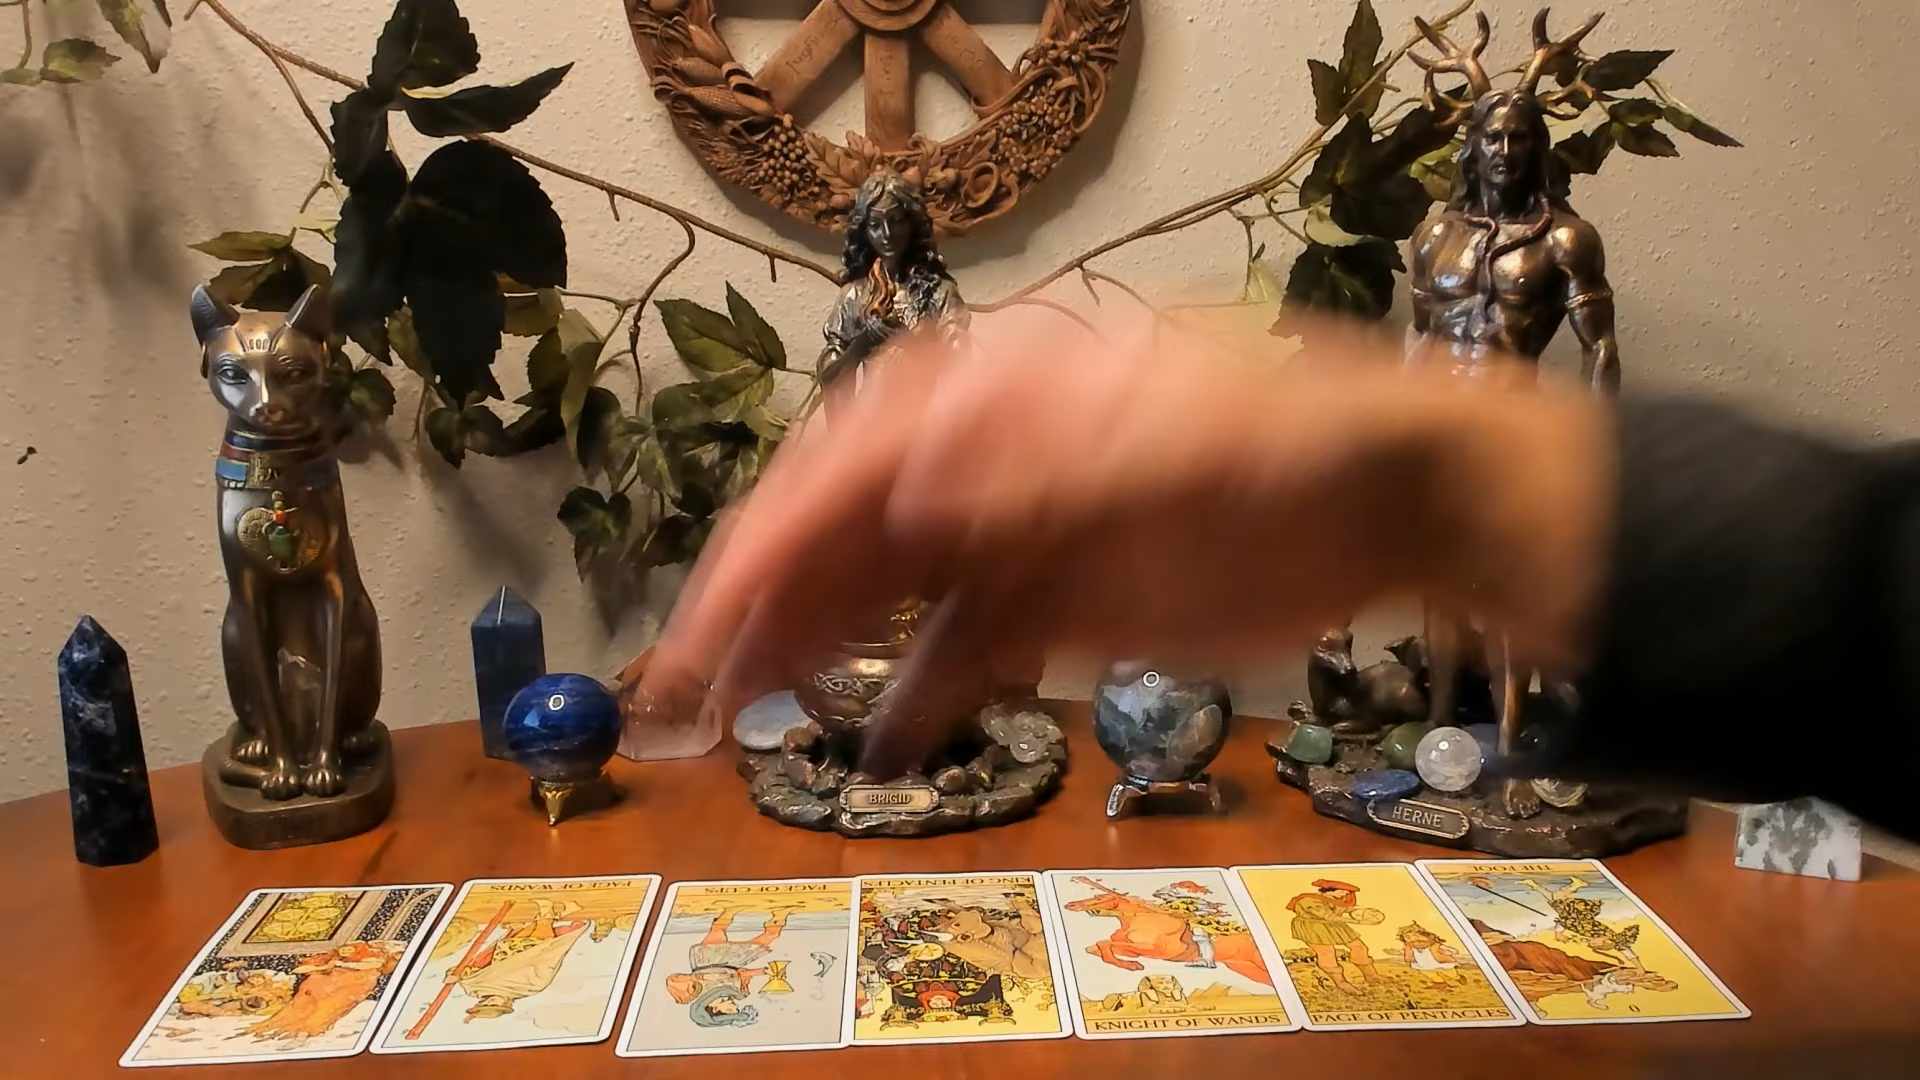 BRIGID
HERNE
PAGE OF WANDS
PAGE OF CUPS
KING OF PENTACLES
KNIGHT OF WANDS
PAGE OF PENTACLES
THE FOOL
0